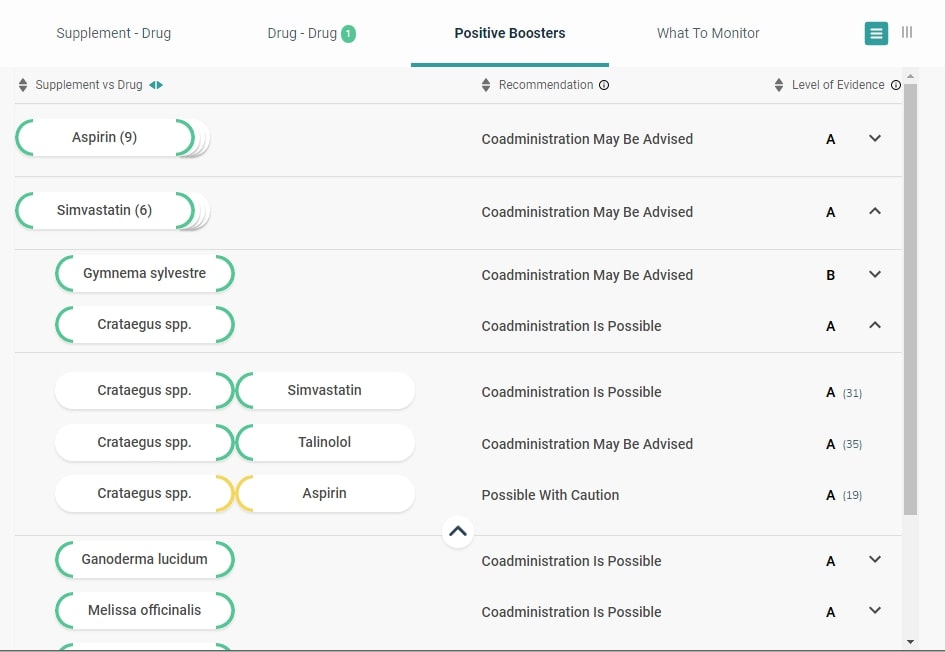 Supplement - Drug Drug - Drug 1 Positive Boosters What To Monitor
Supplement vs Drug Recommendation Level of Evidence
Aspirin (9) Coadministration May Be Advised A
Simvastatin (6) Coadministration May Be Advised A
Gymnema sylvestre Coadministration May Be Advised B
Crataegus spp. Coadministration Is Possible A
Crataegus spp. Simvastatin Coadministration Is Possible A (31)
Crataegus spp. Talinolol Coadministration May Be Advised A (35)
Crataegus spp. Aspirin Possible With Caution A (19)
Ganoderma lucidum Coadministration Is Possible A
Melissa officinalis Coadministration Is Possible A